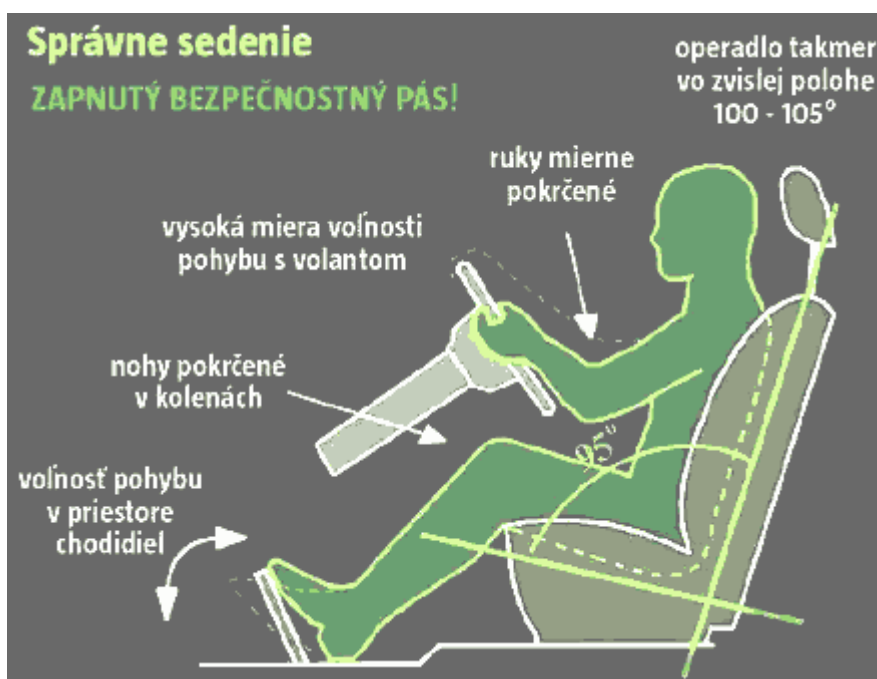 Správne sedenie
ZAPNUTÝ BEZPEČNOSTNÝ PÁS!
operadlo takmer
vo zvislej polohe
100 - 105°
ruky mierne
pokrčené
vysoká miera voľnosti
pohybu s volantom
nohy pokrčené
v kolenách
95°
voľnosť pohybu
v priestore
chodidiel